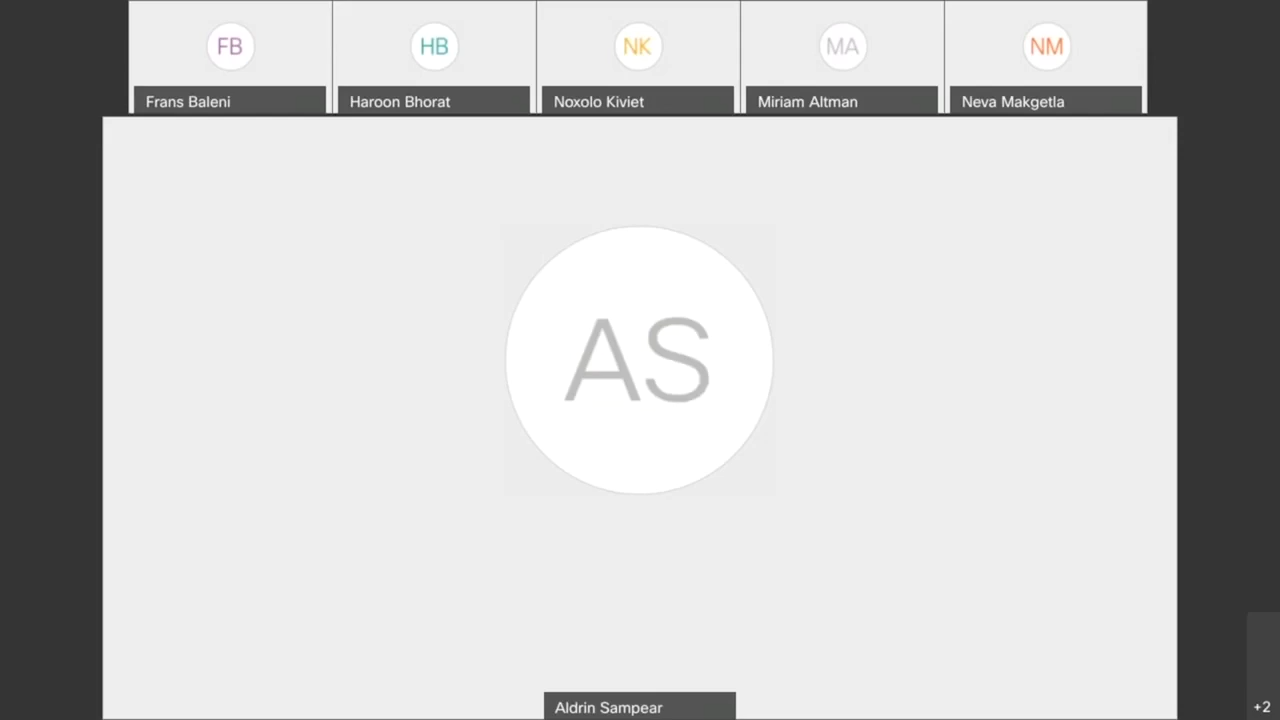 FB
HB
NK
MA
NM
Frans Baleni
Haroon Bhorat
Noxolo Kiviet
Miriam Altman
Neva Makgetla
AS
Aldrin Sampear
+2